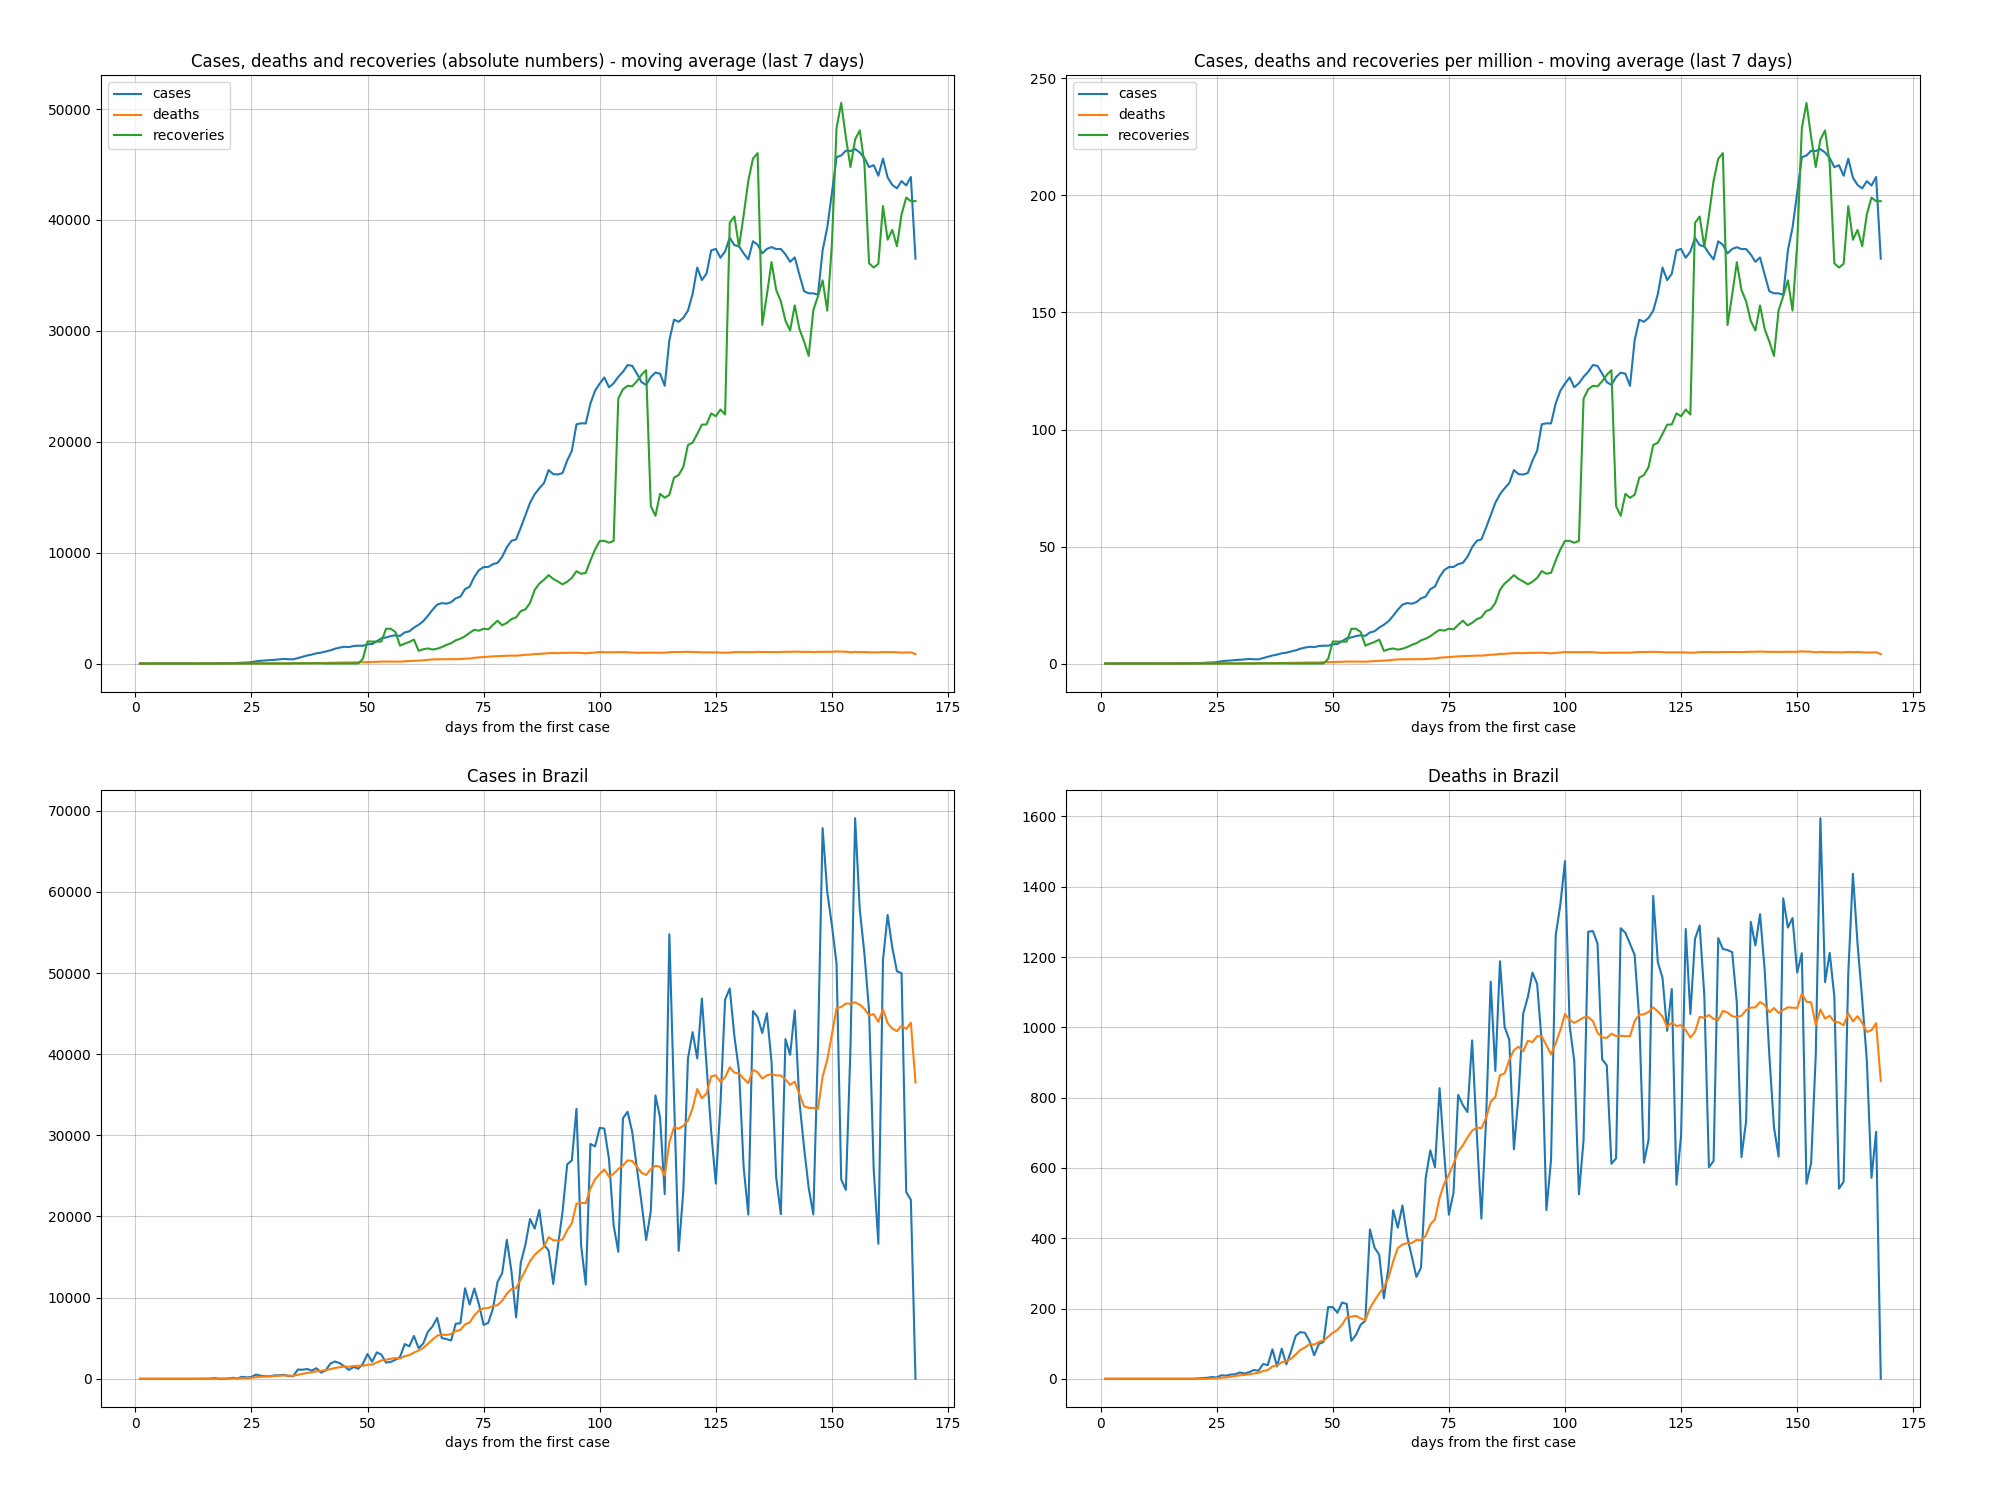 Cases, deaths and recoveries (absolute numbers) - moving average (last 7 days)
cases
deaths
recoveries
50000
40000
30000
20000
10000
0
0 25 50 75 100 125 150 175
days from the first case
Cases, deaths and recoveries per million - moving average (last 7 days)
250
cases
deaths
recoveries
200
150
100
50
0
0 25 50 75 100 125 150 175
days from the first case
Cases in Brazil
70000
60000
50000
40000
30000
20000
10000
0
0 25 50 75 100 125 150 175
days from the first case
Deaths in Brazil
1600
1400
1200
1000
800
600
400
200
0
0 25 50 75 100 125 150 175
days from the first case